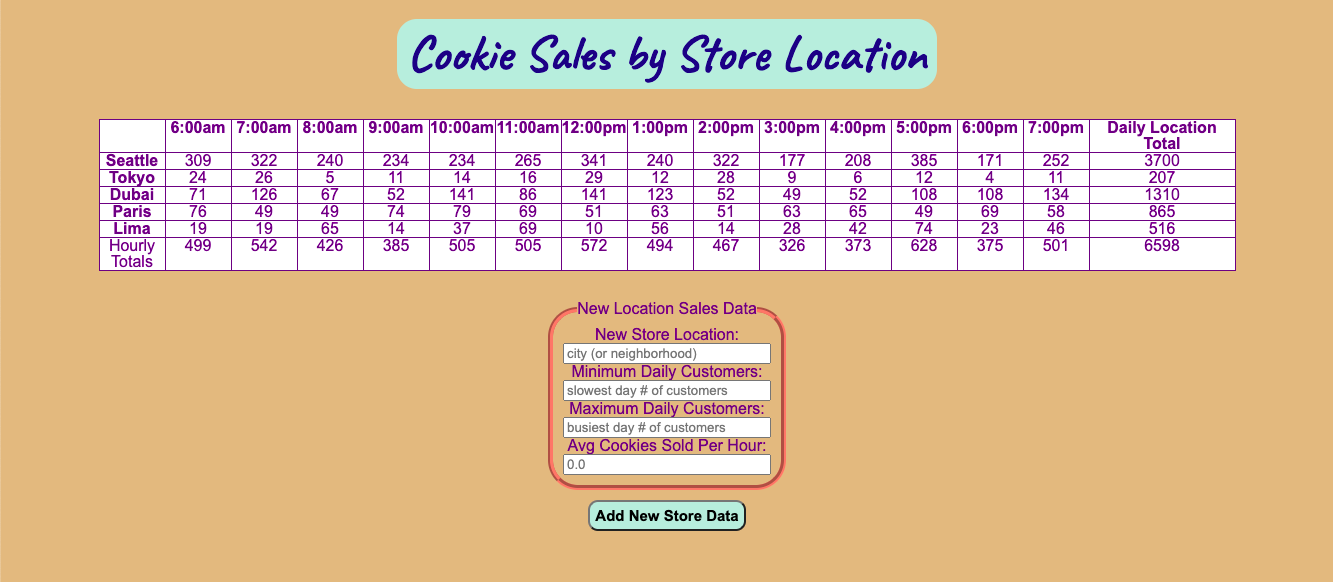 Cookie Sales by Store Location
6:00am 7:00am 8:00am 9:00am 10:00am 11:00am 12:00pm 1:00pm 2:00pm 3:00pm 4:00pm 5:00pm 6:00pm 7:00pm Daily Location Total
Seattle 309 322 240 234 234 265 341 240 322 177 208 385 171 252 3700
Tokyo 24 26 5 11 14 16 29 12 28 9 6 12 4 11 207
Dubai 71 126 67 52 141 86 141 123 52 49 52 108 108 134 1310
Paris 76 49 49 74 79 69 51 63 51 63 65 49 69 58 865
Lima 19 19 65 14 37 69 10 56 14 28 42 74 23 46 516
Hourly Totals 499 542 426 385 505 505 572 494 467 326 373 628 375 501 6598
New Location Sales Data
New Store Location:
city (or neighborhood)
Minimum Daily Customers:
slowest day # of customers
Maximum Daily Customers:
busiest day # of customers
Avg Cookies Sold Per Hour:
0.0
Add New Store Data